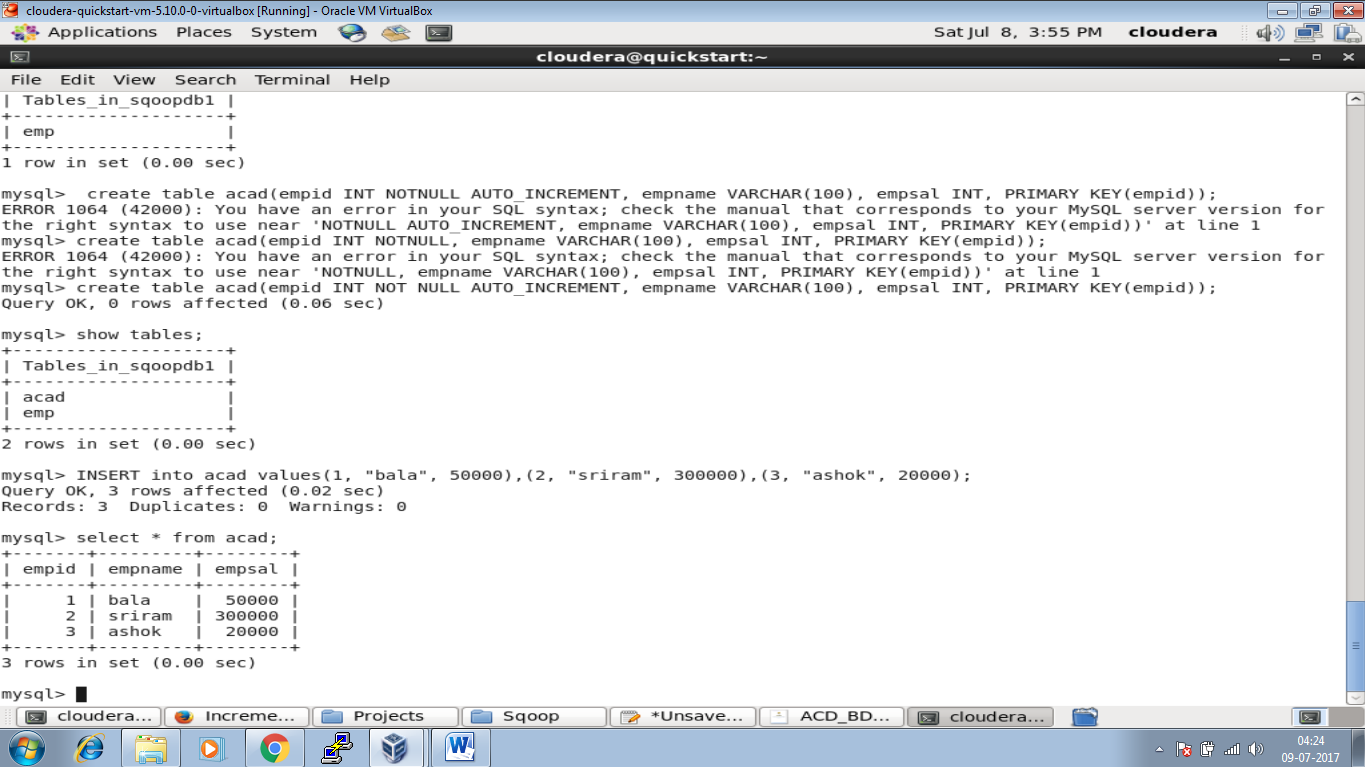 cloudera-quickstart-vm-5.10.0-0-virtualbox [Running] - Oracle VM VirtualBox
Applications Places System Sat Jul 8, 3:55 PM cloudera
cloudera@quickstart:~
File Edit View Search Terminal Help
| Tables_in_sqoopdb1 |
+--------------------+
| emp                |
+--------------------+
1 row in set (0.00 sec)
mysql>  create table acad(empid INT NOTNULL AUTO_INCREMENT, empname VARCHAR(100), empsal INT, PRIMARY KEY(empid));
ERROR 1064 (42000): You have an error in your SQL syntax; check the manual that corresponds to your MySQL server version for
the right syntax to use near 'NOTNULL AUTO_INCREMENT, empname VARCHAR(100), empsal INT, PRIMARY KEY(empid))' at line 1
mysql> create table acad(empid INT NOTNULL, empname VARCHAR(100), empsal INT, PRIMARY KEY(empid));
ERROR 1064 (42000): You have an error in your SQL syntax; check the manual that corresponds to your MySQL server version for
the right syntax to use near 'NOTNULL, empname VARCHAR(100), empsal INT, PRIMARY KEY(empid))' at line 1
mysql> create table acad(empid INT NOT NULL AUTO_INCREMENT, empname VARCHAR(100), empsal INT, PRIMARY KEY(empid));
Query OK, 0 rows affected (0.06 sec)
mysql> show tables;
+--------------------+
| Tables_in_sqoopdb1 |
+--------------------+
| acad               |
| emp                |
+--------------------+
2 rows in set (0.00 sec)
mysql> INSERT into acad values(1, "bala", 50000),(2, "sriram", 300000),(3, "ashok", 20000);
Query OK, 3 rows affected (0.02 sec)
Records: 3  Duplicates: 0  Warnings: 0
mysql> select * from acad;
+-------+---------+--------+
| empid | empname | empsal |
+-------+---------+--------+
|     1 | bala    |  50000 |
|     2 | sriram  | 300000 |
|     3 | ashok   |  20000 |
+-------+---------+--------+
3 rows in set (0.00 sec)
mysql>
cloudera... Increme... Projects Sqoop *Unsave... ACD_BD... cloudera...
04:24
09-07-2017